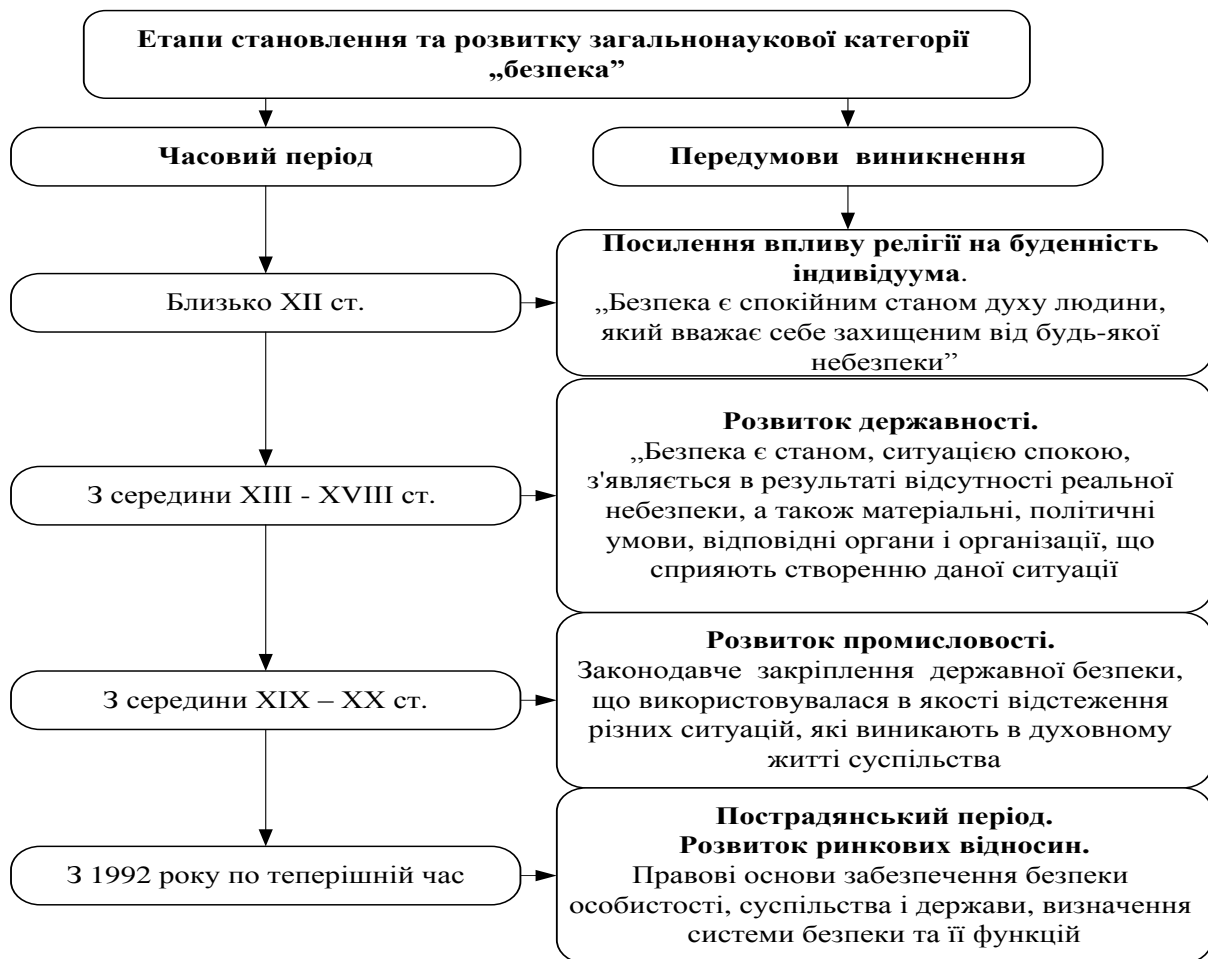 Етапи становлення та розвитку загальнонаукової категорії
„безпека”
Часовий період
Передумови виникнення
Близько XII ст.
Посилення впливу релігії на буденність
індивідуума.
„Безпека є спокійним станом духу людини,
який вважає себе захищеним від будь-якої
небезпеки”
З середини XIII - XVIII ст.
Розвиток державності.
„Безпека є станом, ситуацією спокою,
з'являється в результаті відсутності реальної
небезпеки, а також матеріальні, політичні
умови, відповідні органи і організації, що
сприяють створенню даної ситуації
З середини XIX – XX ст.
Розвиток промисловості.
Законодавче закріплення державної безпеки,
що використовувалася в якості відстеження
різних ситуацій, які виникають в духовному
житті суспільства
З 1992 року по теперішній час
Пострадянський період.
Розвиток ринкових відносин.
Правові основи забезпечення безпеки
особистості, суспільства і держави, визначення
системи безпеки та її функцій